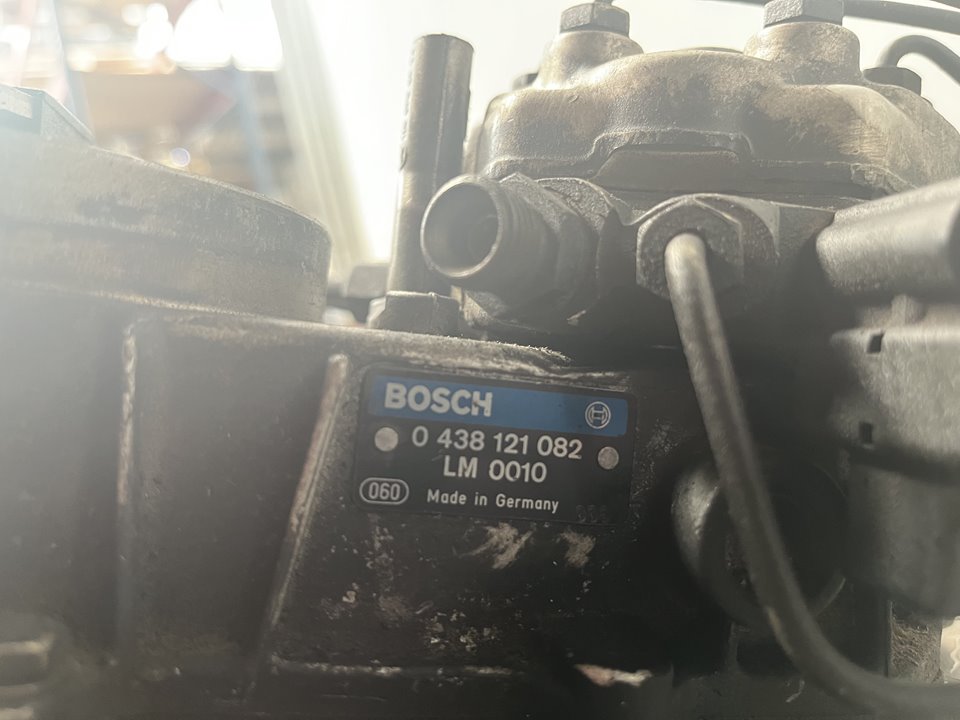 BOSCH
0 438 121 082
LM 0010
060 Made in Germany